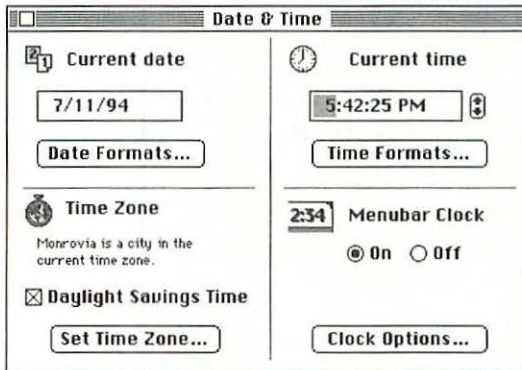 Date & Time
Current date
7/11/94
Date Formats...
Current time
5:42:25 PM
Time Formats...
Time Zone
Monrovia is a city in the
current time zone.
Daylight Savings Time
Set Time Zone...
2:34
Menubar Clock
On Off
Clock Options...